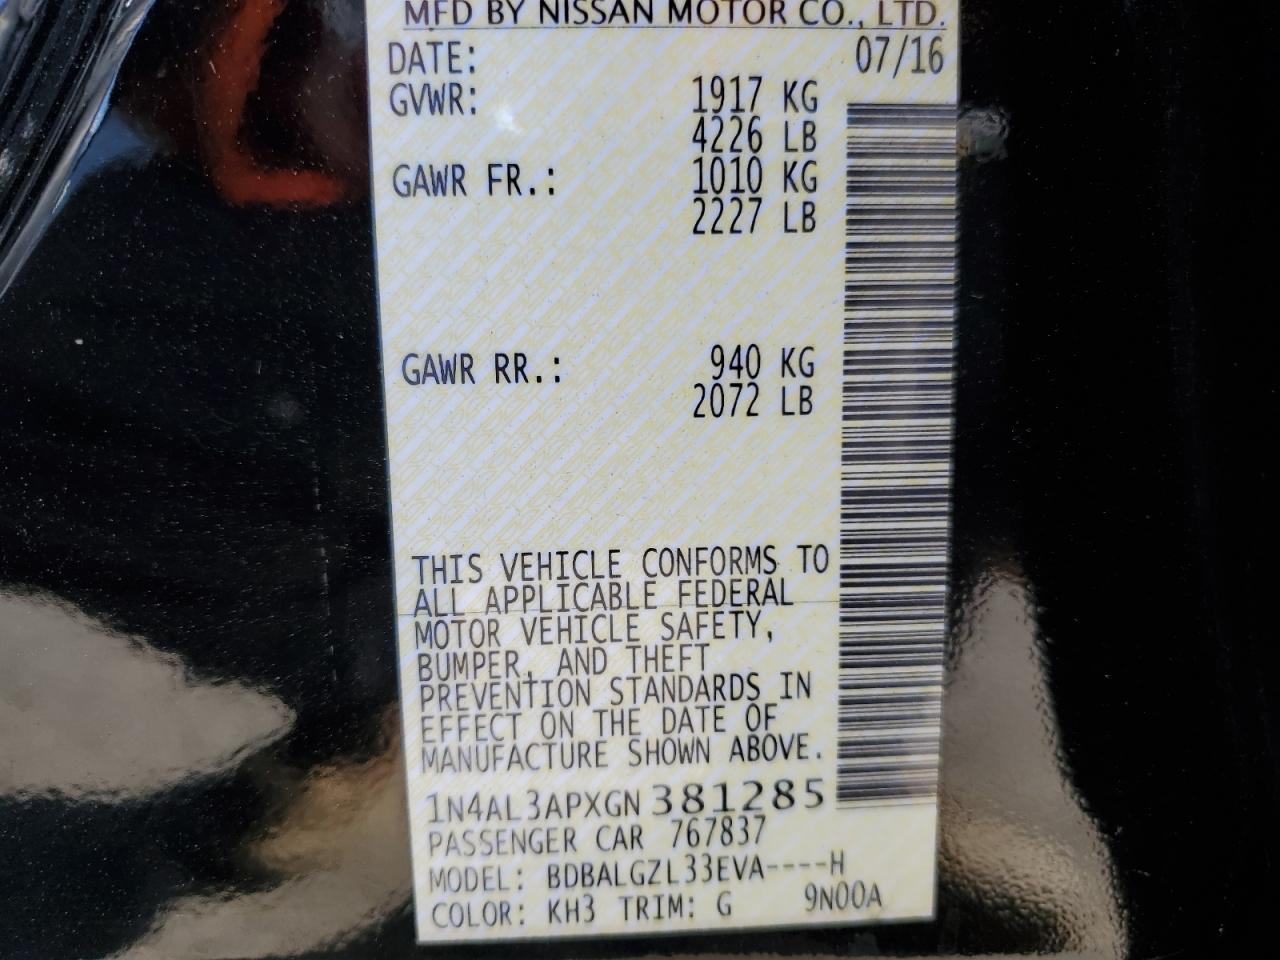 MFD BY NISSAN MOTOR CO., LTD.
DATE: 07/16
GVWR: 1917 KG
4226 LB
GAWR FR.: 1010 KG
2227 LB
GAWR RR.: 940 KG
2072 LB
THIS VEHICLE CONFORMS TO
ALL APPLICABLE FEDERAL
MOTOR VEHICLE SAFETY,
BUMPER, AND THEFT
PREVENTION STANDARDS IN
EFFECT ON THE DATE OF
MANUFACTURE SHOWN ABOVE.
1N4AL3APXGN381285
PASSENGER CAR 767837
MODEL: BDBALGZL33EVA----H
COLOR: KH3 TRIM: G 9N00A